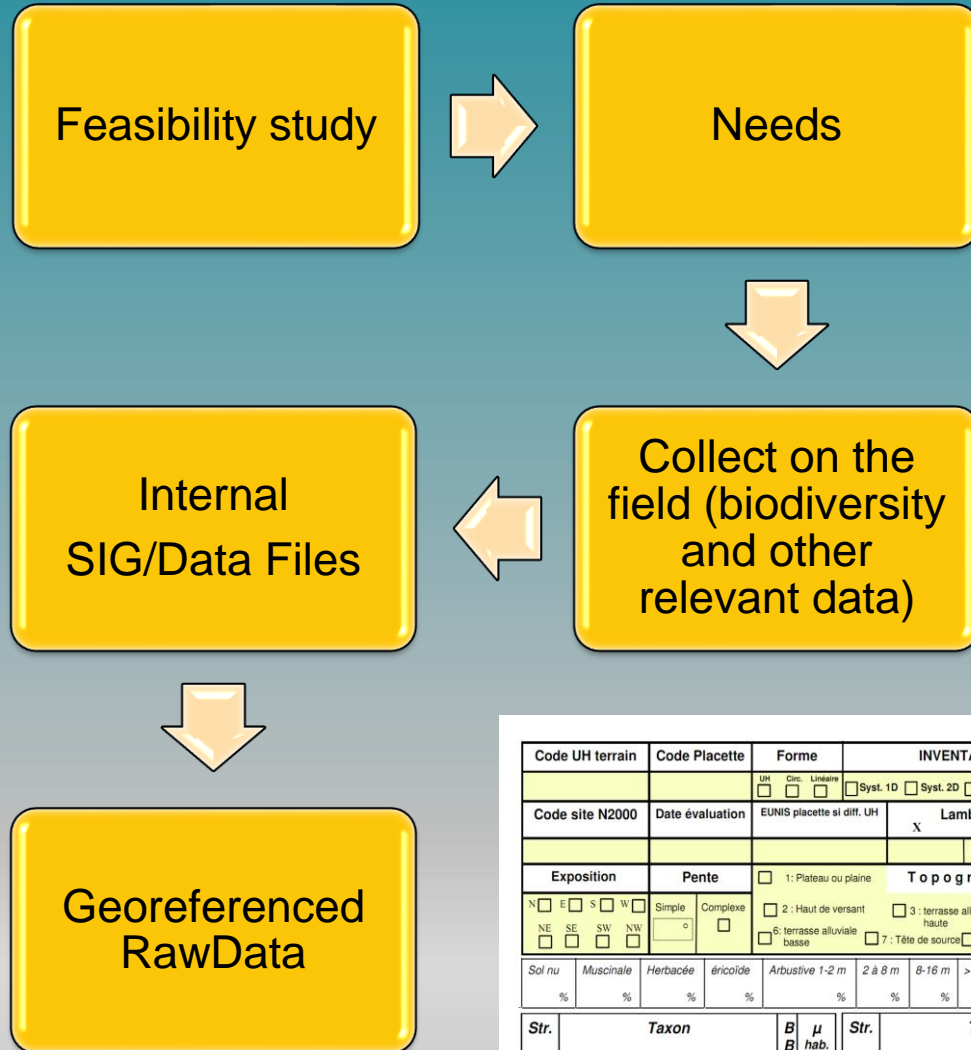 Feasibility study
Needs
Collect on the
field (biodiversity
and other
relevant data)
Internal
SIG/Data Files
Georeferenced
RawData
Code UH terrain Code Placette Forme
UH Circ. Linéaire Syst. 1D Syst. 2D
Code site N2000 Date évaluation EUNIS placette si diff. UH X
Exposition Pente 1: Plateau ou plaine
N E S W Simple Complexe 2 : Haut de versant 3 : terrasse
haute
NE SE SW NW ° 6: terrasse alluviale
basse 7 : Tête de source
Sol nu Muscinale Herbacée éricoïde Arbustive 1-2 m 2 à 8 m 8-16 m >
% % % % % % %
Str. Taxon B
B µ
hab. Str.